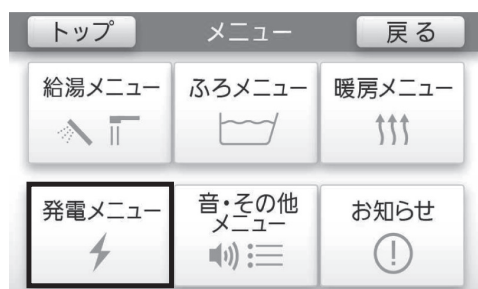 トップ メニュー 戻る
給湯メニュー ふろメニュー 暖房メニュー
発電メニュー 音・その他 お知らせ
メニュー